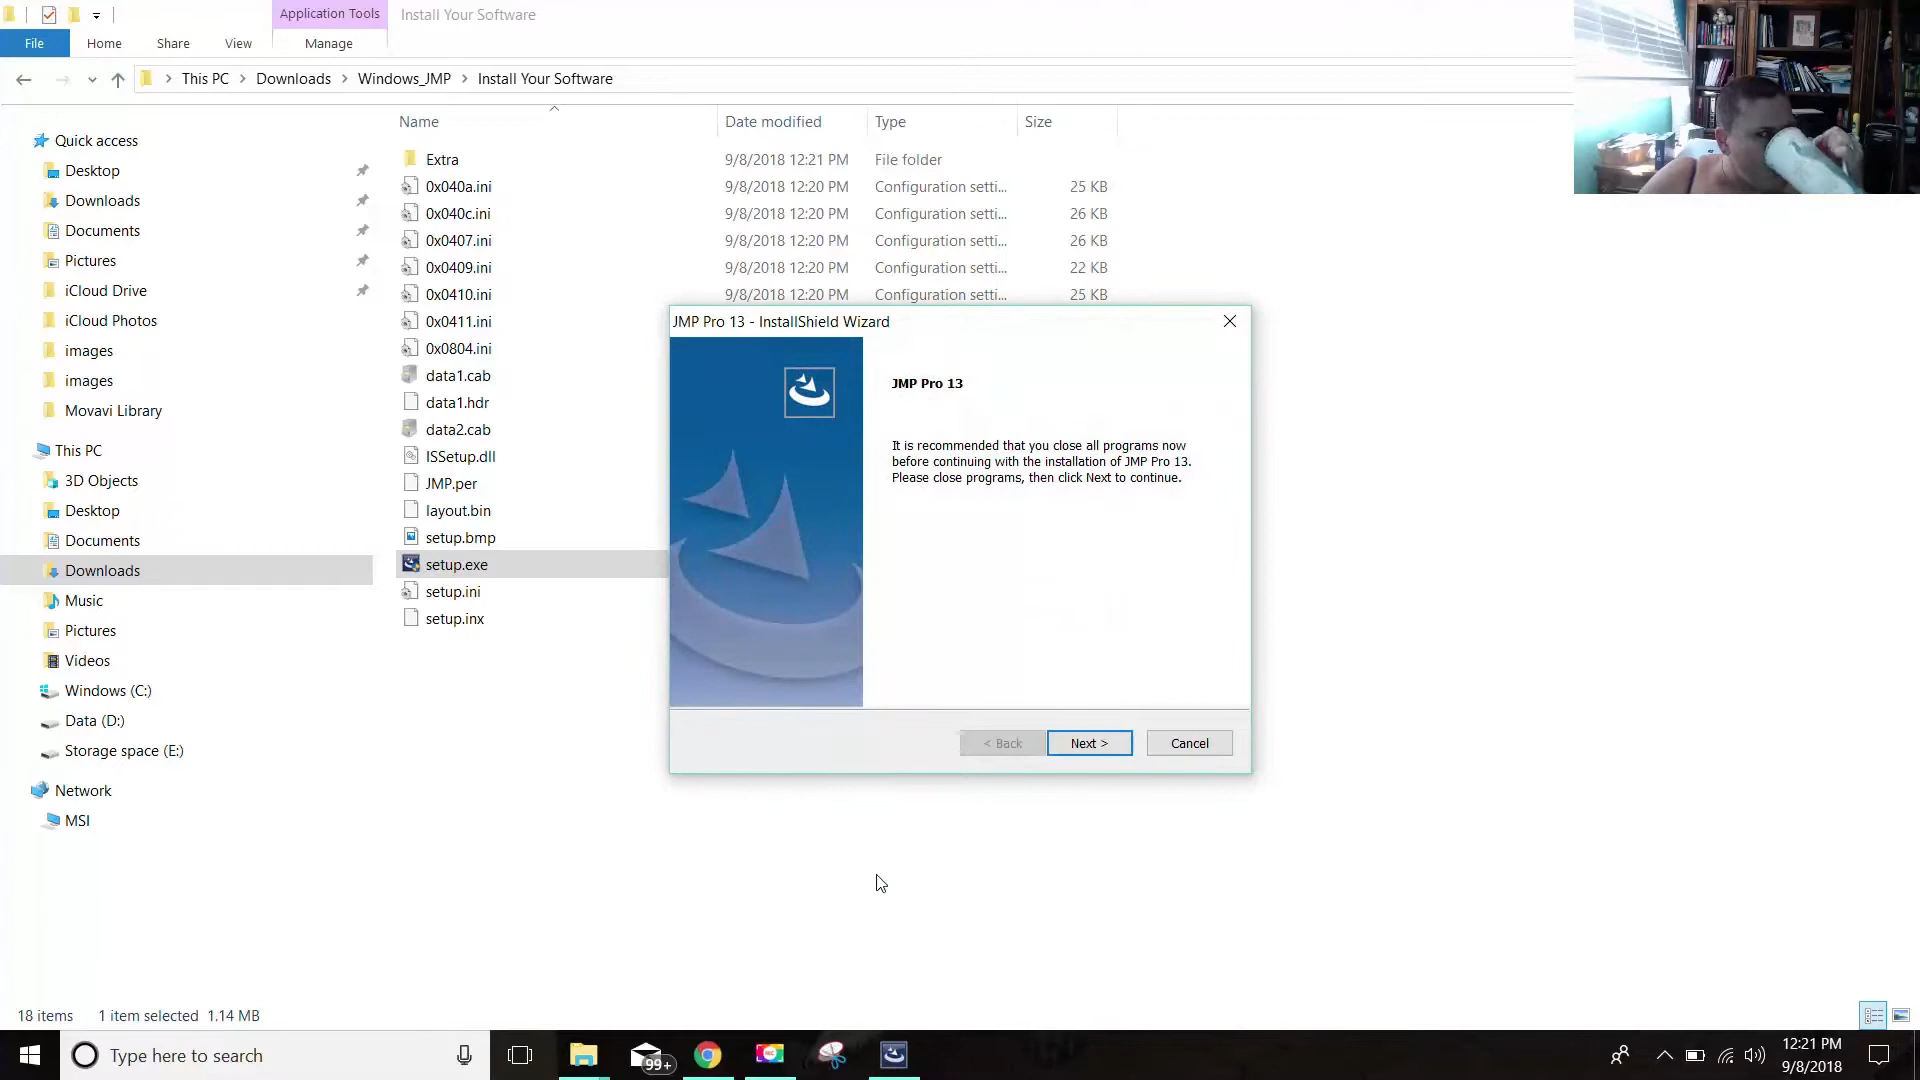 Application Tools
Install Your Software
File
Home
Share
View
Manage
This PC
Downloads
Windows_JMP
Install Your Software
Name
Date modified
Type
Size
Quick access
Desktop
Downloads
Documents
Pictures
iCloud Drive
iCloud Photos
images
images
Movavi Library
This PC
3D Objects
Desktop
Documents
Downloads
Music
Pictures
Videos
Windows (C:)
Data (D:)
Storage space (E:)
Network
MSI
Extra 9/8/2018 12:21 PM File folder
0x040a.ini 9/8/2018 12:20 PM Configuration setti... 25 KB
0x040c.ini 9/8/2018 12:20 PM Configuration setti... 26 KB
0x0407.ini 9/8/2018 12:20 PM Configuration setti... 26 KB
0x0409.ini 9/8/2018 12:20 PM Configuration setti... 22 KB
0x0410.ini 9/8/2018 12:20 PM Configuration setti... 25 KB
0x0411.ini
0x0804.ini
data1.cab
data1.hdr
data2.cab
ISSetup.dll
JMP.per
layout.bin
setup.bmp
setup.exe
setup.ini
setup.inx
JMP Pro 13 - InstallShield Wizard
JMP Pro 13
It is recommended that you close all programs now
before continuing with the installation of JMP Pro 13.
Please close programs, then click Next to continue.
< Back
Next >
Cancel
18 items
1 item selected 1.14 MB
Type here to search
99+
12:21 PM
9/8/2018